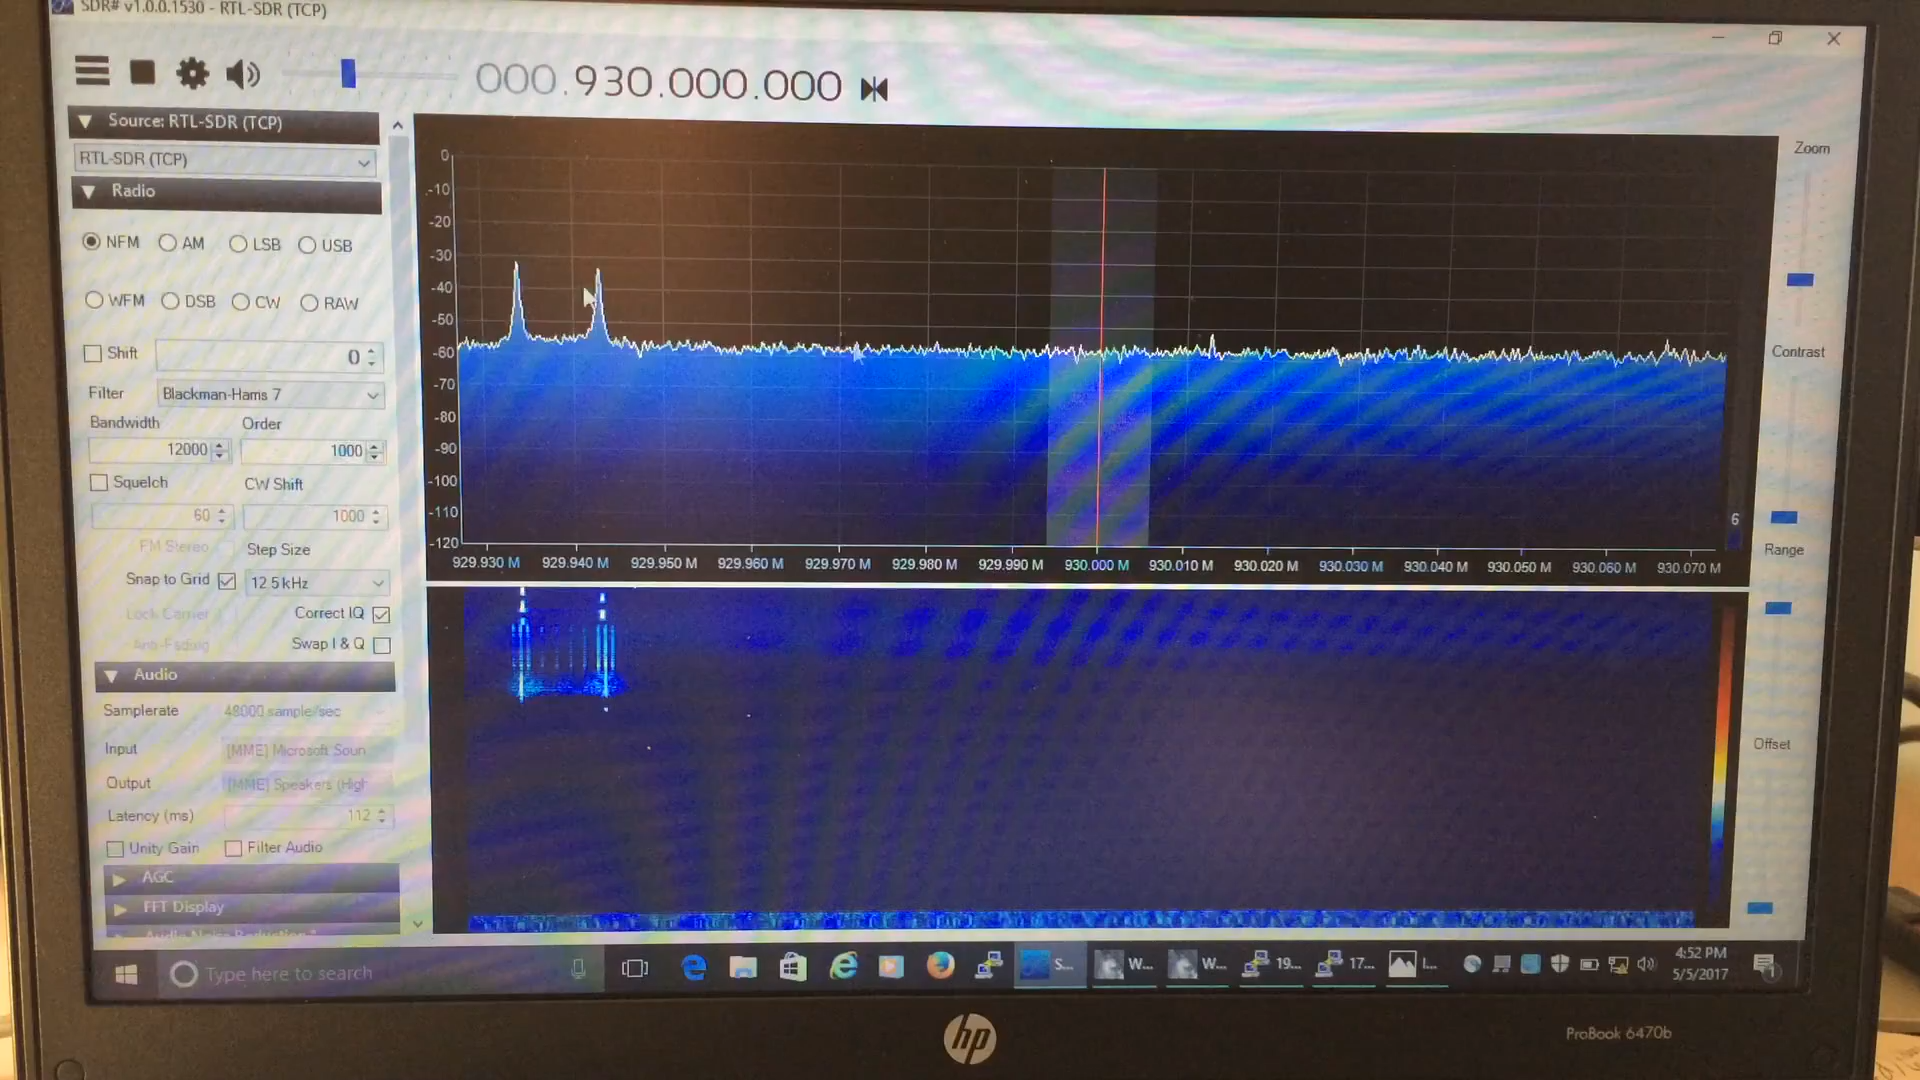 SDR# v1.0.0.1530 - RTL-SDR (TCP)
000.930.000.000
Source: RTL-SDR (TCP)
RTL-SDR (TCP)
Radio
NFM AM LSB USB
WFM DSB CW RAW
Shift 0
Filter Blackman-Hams 7
Bandwidth Order
12000 1000
Squelch CW Shift
60 1000
FM Stereo Step Size
Snap to Grid 12.5 kHz
Lock Carrier Correct IQ
Anti-Fading Swap I & Q
Audio
Samplerate 48000 sample/sec
Input [MME] Microsoft Soun
Output [MME] Speakers (High
Latency (ms) 112
Unity Gain Filter Audio
AGC
FFT Display
Audio Noise Reduction *
0
-10
-20
-30
-40
-50
-60
-70
-80
-90
-100
-110
-120
929.930 M 929.940 M 929.950 M 929.960 M 929.970 M 929.980 M 929.990 M 930.000 M 930.010 M 930.020 M 930.030 M 930.040 M 930.050 M 930.060 M 930.070 M
6
Zoom
Contrast
Range
Offset
Type here to search
S... W... W... 19... 17... I...
4:52 PM
5/5/2017
1
hp
ProBook 6470b